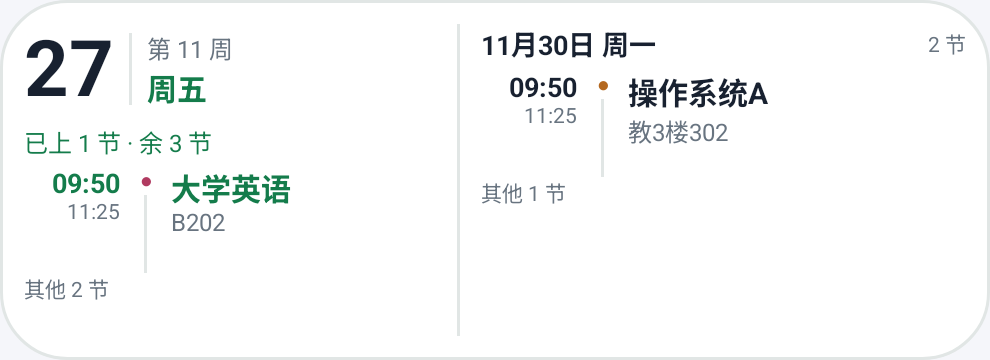 27
第 11 周
周五
已上 1 节 · 余 3 节
09:50
11:25
大学英语
B202
其他 2 节
11月30日 周一
2 节
09:50
11:25
操作系统A
教3楼302
其他 1 节